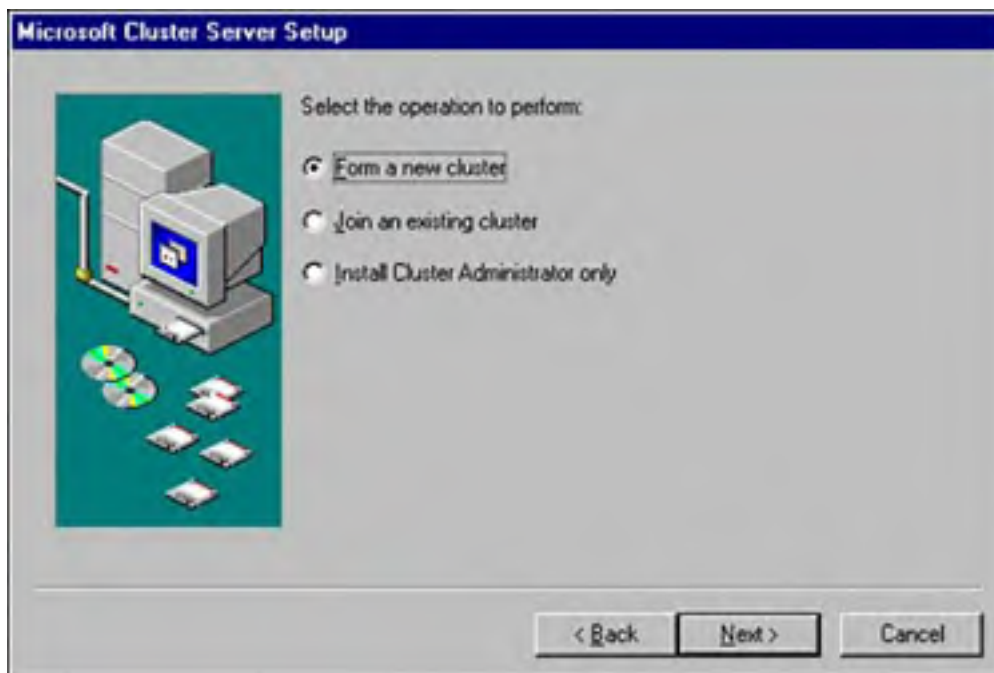 Microsoft Cluster Server Setup
Select the operation to perform:
Form a new cluster
Join an existing cluster
Install Cluster Administrator only
< Back
Next >
Cancel